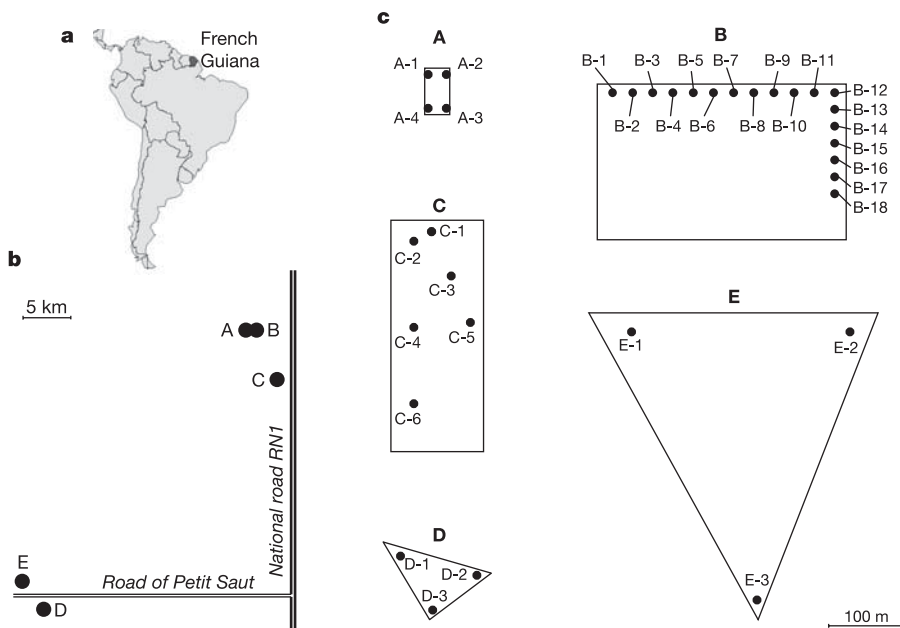 a
French
Guiana
b
5 km
A B
C
National road RN1
E
Road of Petit Saut
D
c
A
A-1 A-2
A-4 A-3
B
B-1 B-3 B-5 B-7 B-9 B-11
B-2 B-4 B-6 B-8 B-10
B-12
B-13
B-14
B-15
B-16
B-17
B-18
C
C-1
C-2
C-3
C-4 C-5
C-6
D
D-1
D-2
D-3
E
E-1 E-2
E-3
100 m